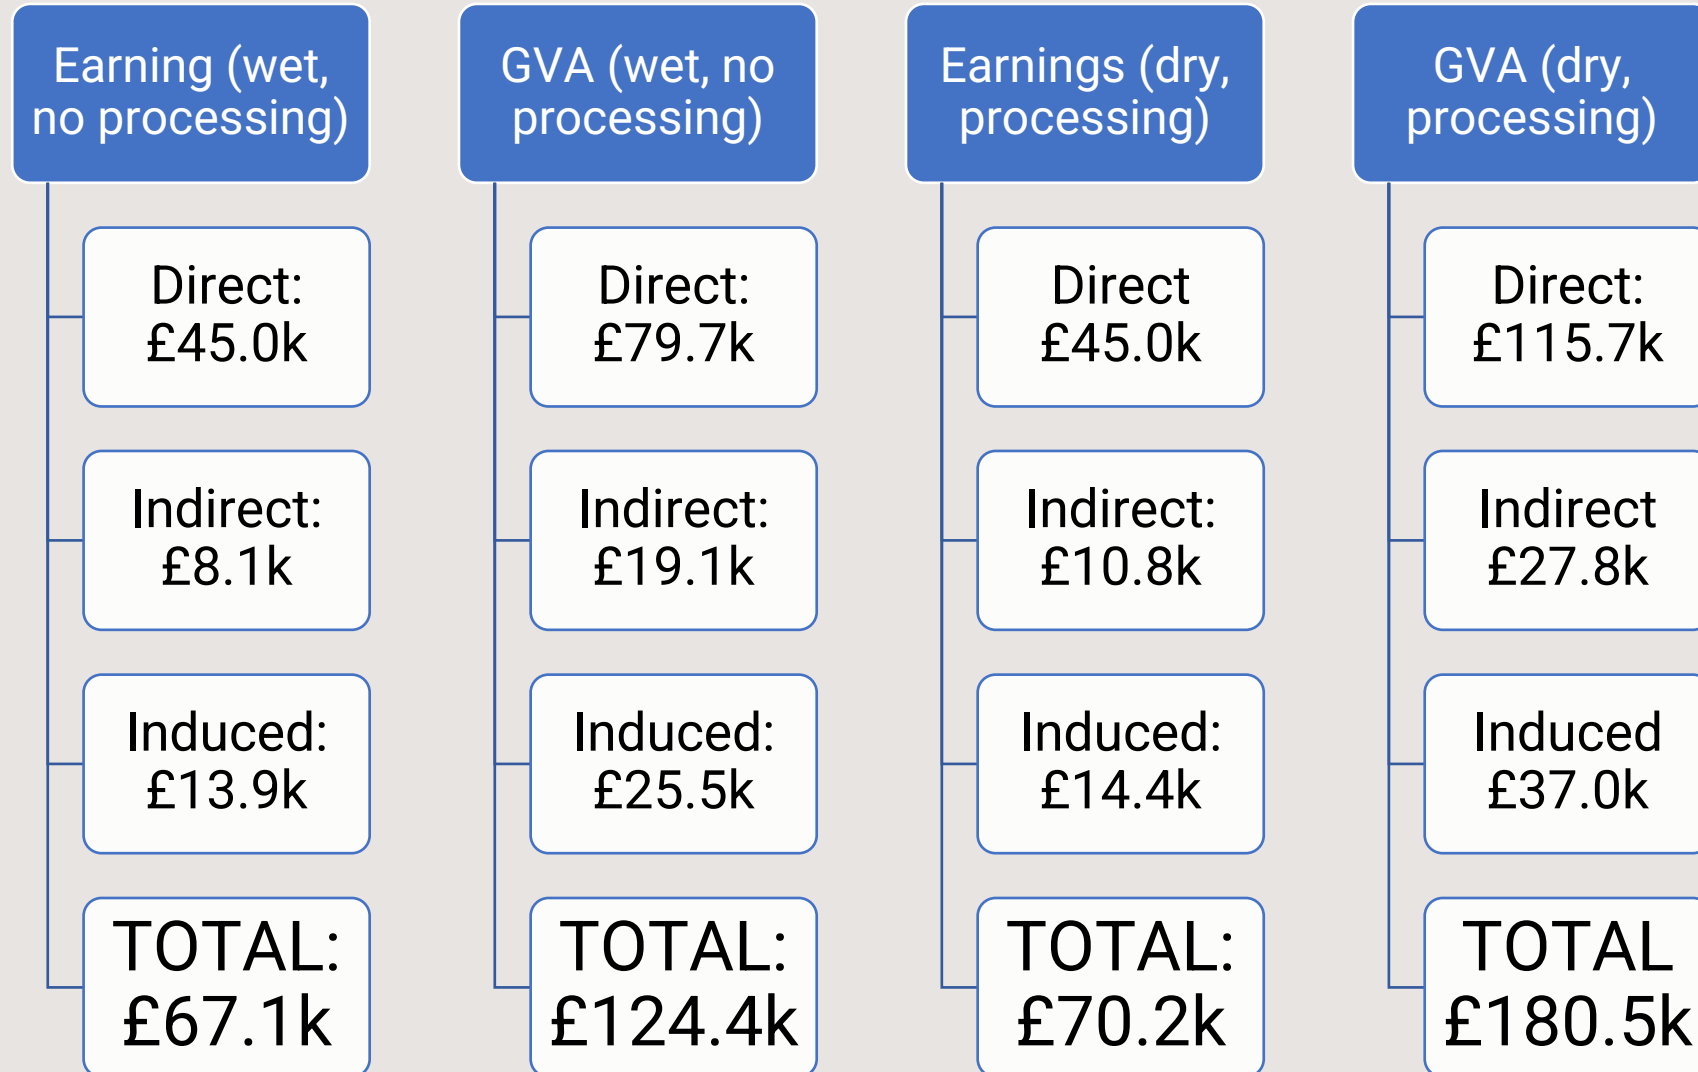 Earning (wet,
no processing)
Direct:
£45.0k
Indirect:
£8.1k
Induced:
£13.9k
TOTAL:
£67.1k
GVA (wet, no
processing)
Direct:
£79.7k
Indirect:
£19.1k
Induced:
£25.5k
TOTAL:
£124.4k
Earnings (dry,
processing)
Direct
£45.0k
Indirect:
£10.8k
Induced:
£14.4k
TOTAL:
£70.2k
GVA (dry,
processing)
Direct:
£115.7k
Indirect
£27.8k
Induced
£37.0k
TOTAL
£180.5k